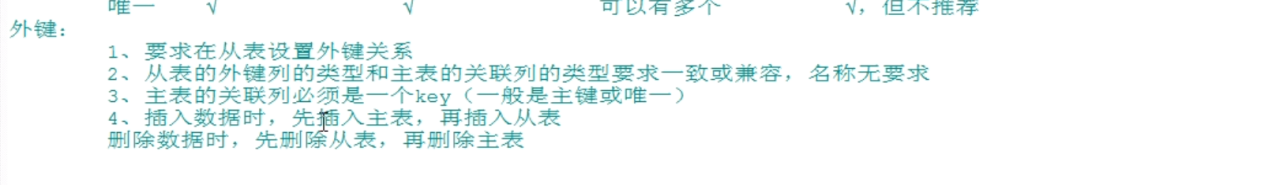 唯一 √ √ 可以有多个 √，但不推荐
外键：
1、要求在从表设置外键关系
2、从表的外键列的类型和主表的关联列的类型要求一致或兼容，名称无要求
3、主表的关联列必须是一个key（一般是主键或唯一）
4、插入数据时，先插入主表，再插入从表
删除数据时，先删除从表，再删除主表